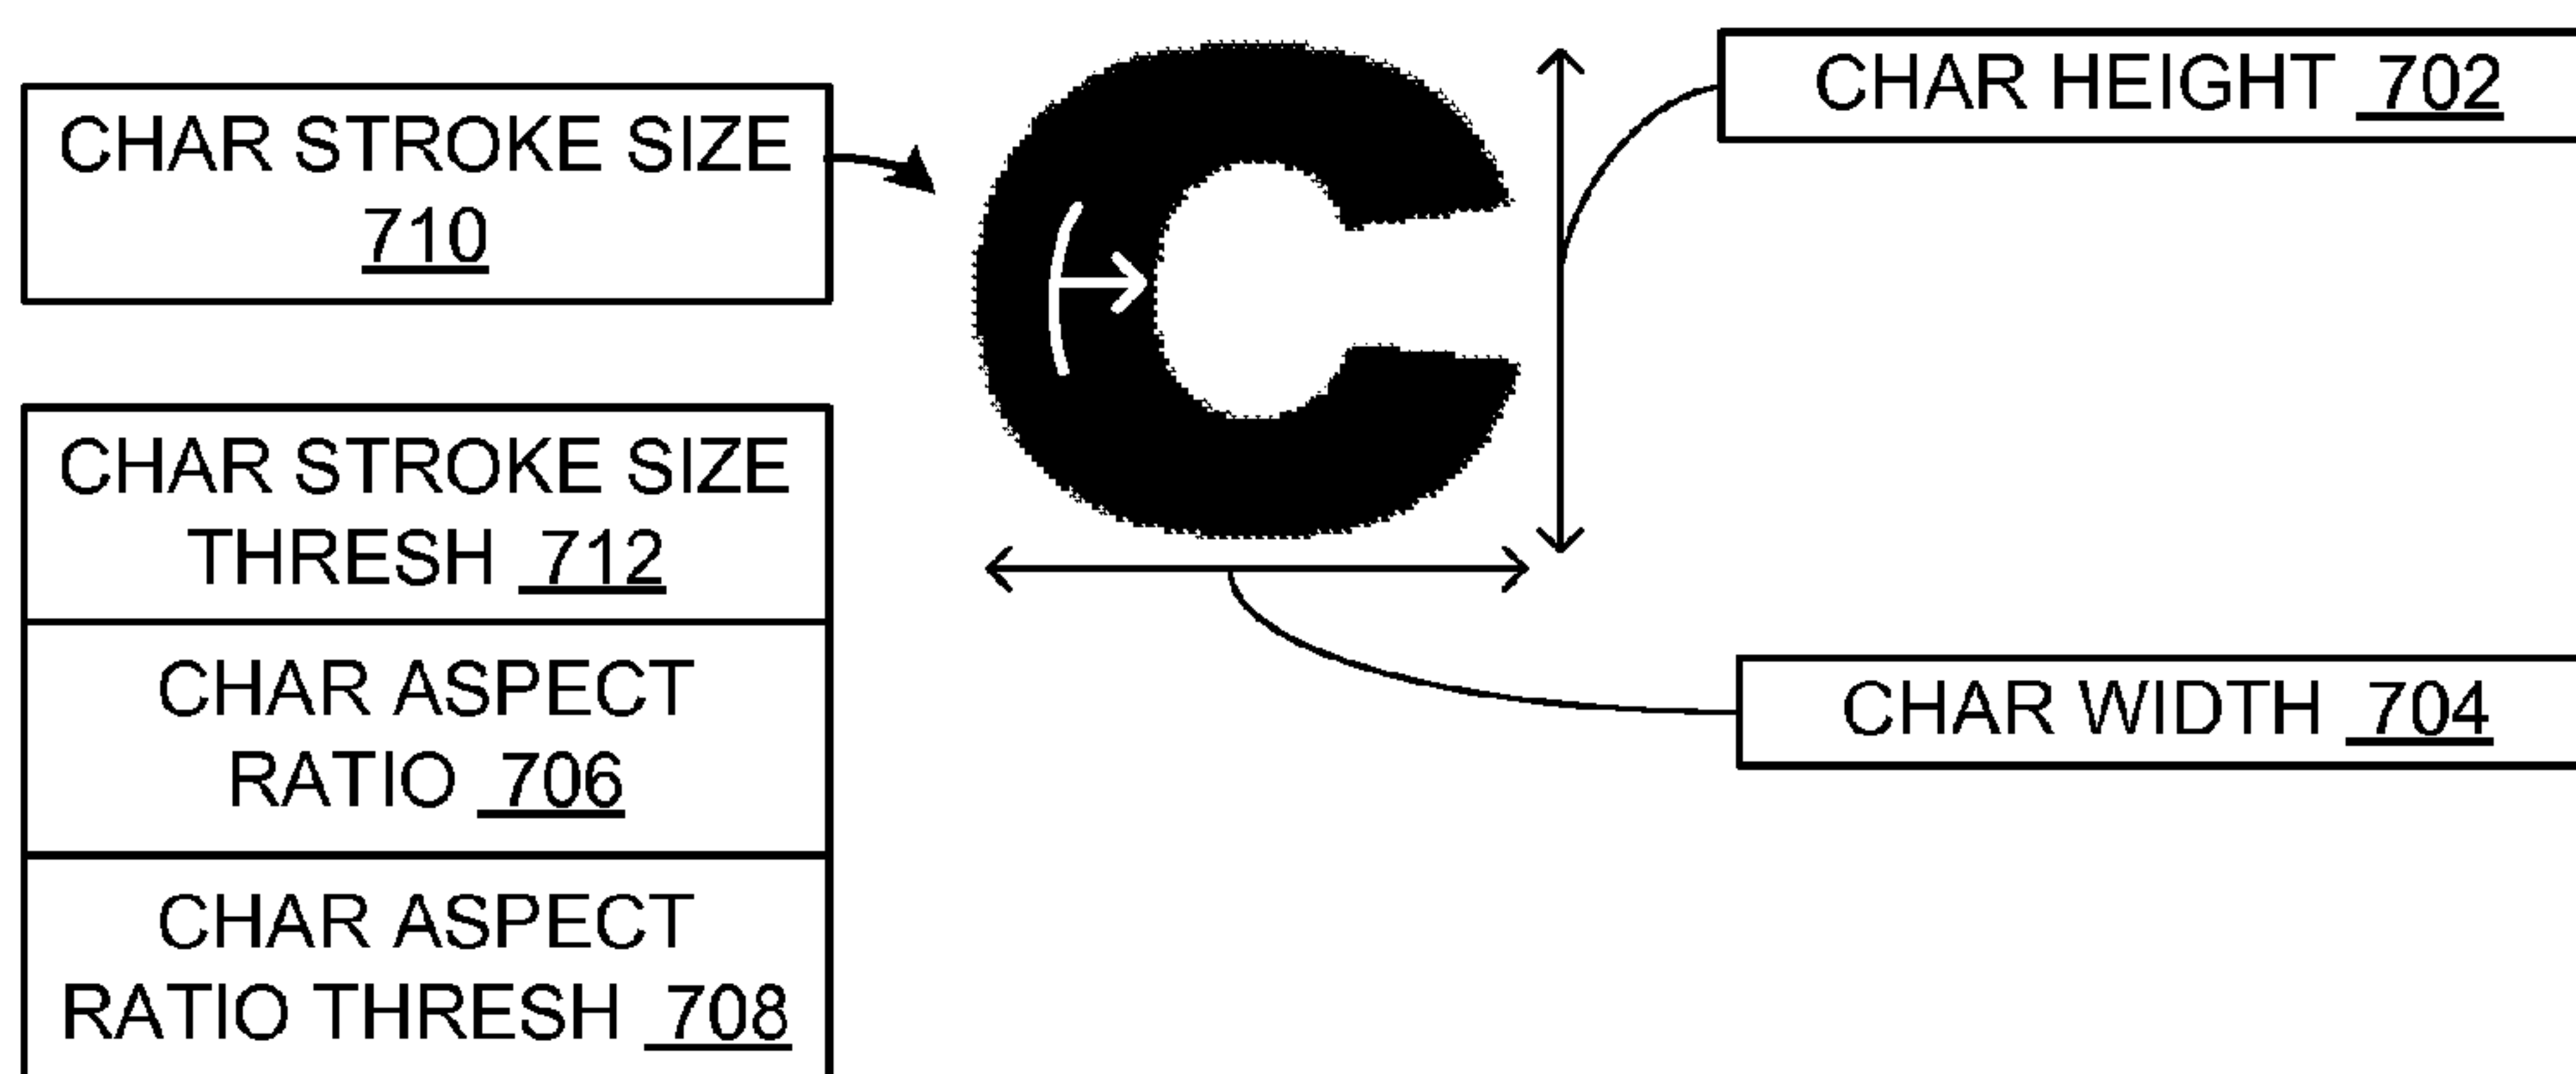 CHAR STROKE SIZE
710
C
CHAR HEIGHT 702
CHAR STROKE SIZE
THRESH 712
CHAR ASPECT
RATIO 706
CHAR ASPECT
RATIO THRESH 708
CHAR WIDTH 704